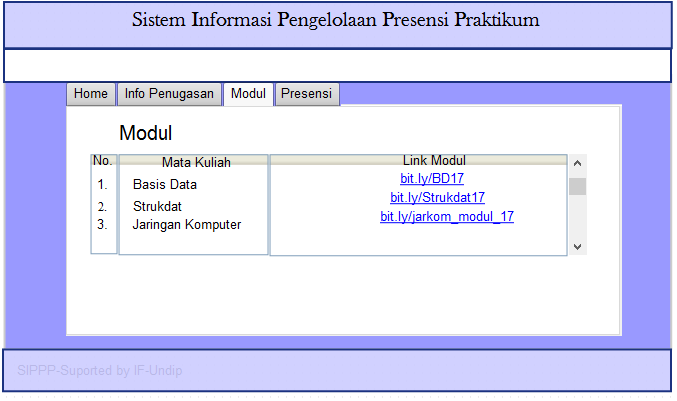 Sistem Informasi Pengelolaan Presensi Praktikum
Home Info Penugasan Modul Presensi
Modul
No. Mata Kuliah Link Modul
1. Basis Data bit.ly/BD17
2. Strukdat bit.ly/Strukdat17
3. Jaringan Komputer bit.ly/jarkom_modul_17
SIPPP-Suported by IF-Undip